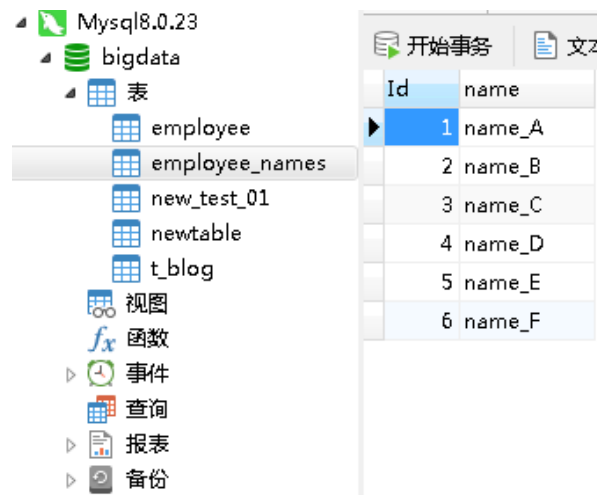 Mysql8.0.23
bigdata
表
employee
employee_names
new_test_01
newtable
t_blog
视图
fx 函数
事件
查询
报表
备份
开始事务 文本
Id name
1 name_A
2 name_B
3 name_C
4 name_D
5 name_E
6 name_F